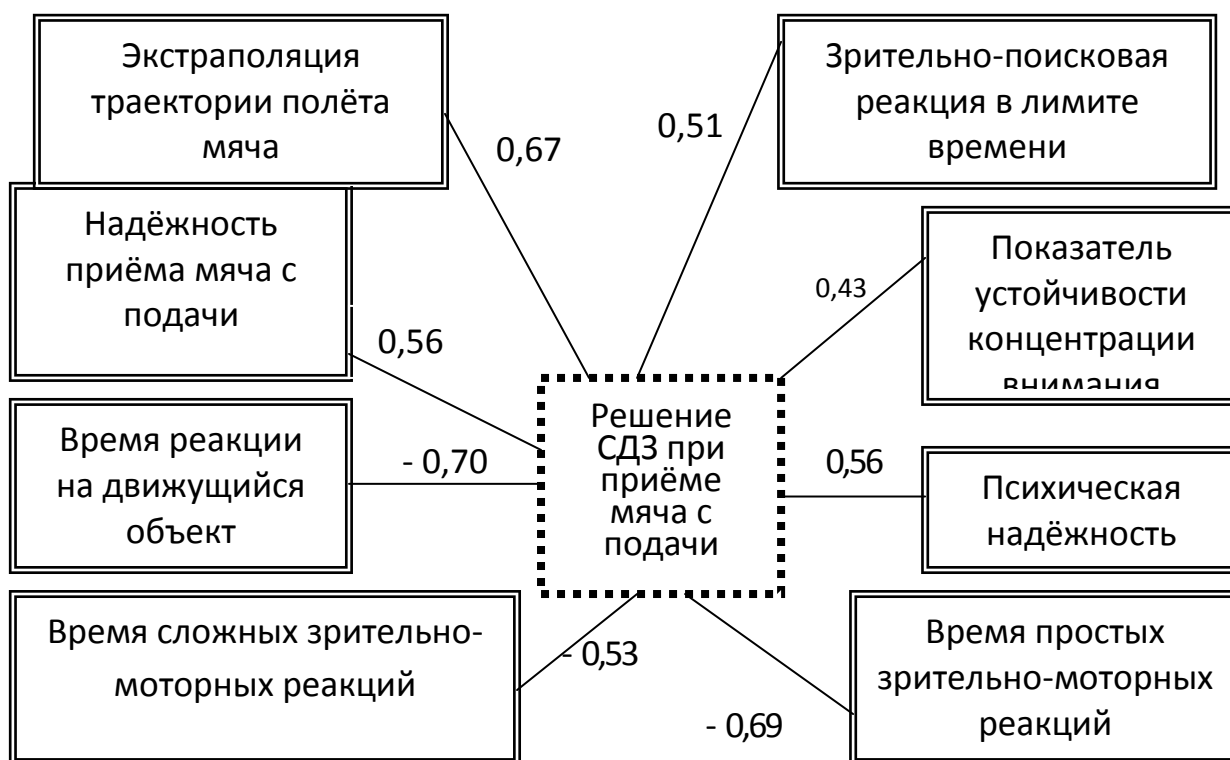 Экстраполяция
траектории полёта
мяча
0,67
0,51
Зрительно-поисковая
реакция в лимите
времени
Надёжность
приёма мяча с
подачи
0,56
0,43
Показатель
устойчивости
концентрации
внимания
Время реакции
на движущийся
объект
- 0,70
Решение
СДЗ при
приёме
мяча с
подачи
0,56
Психическая
надёжность
Время сложных зрительно-
моторных реакций
- 0,53
- 0,69
Время простых
зрительно-моторных
реакций